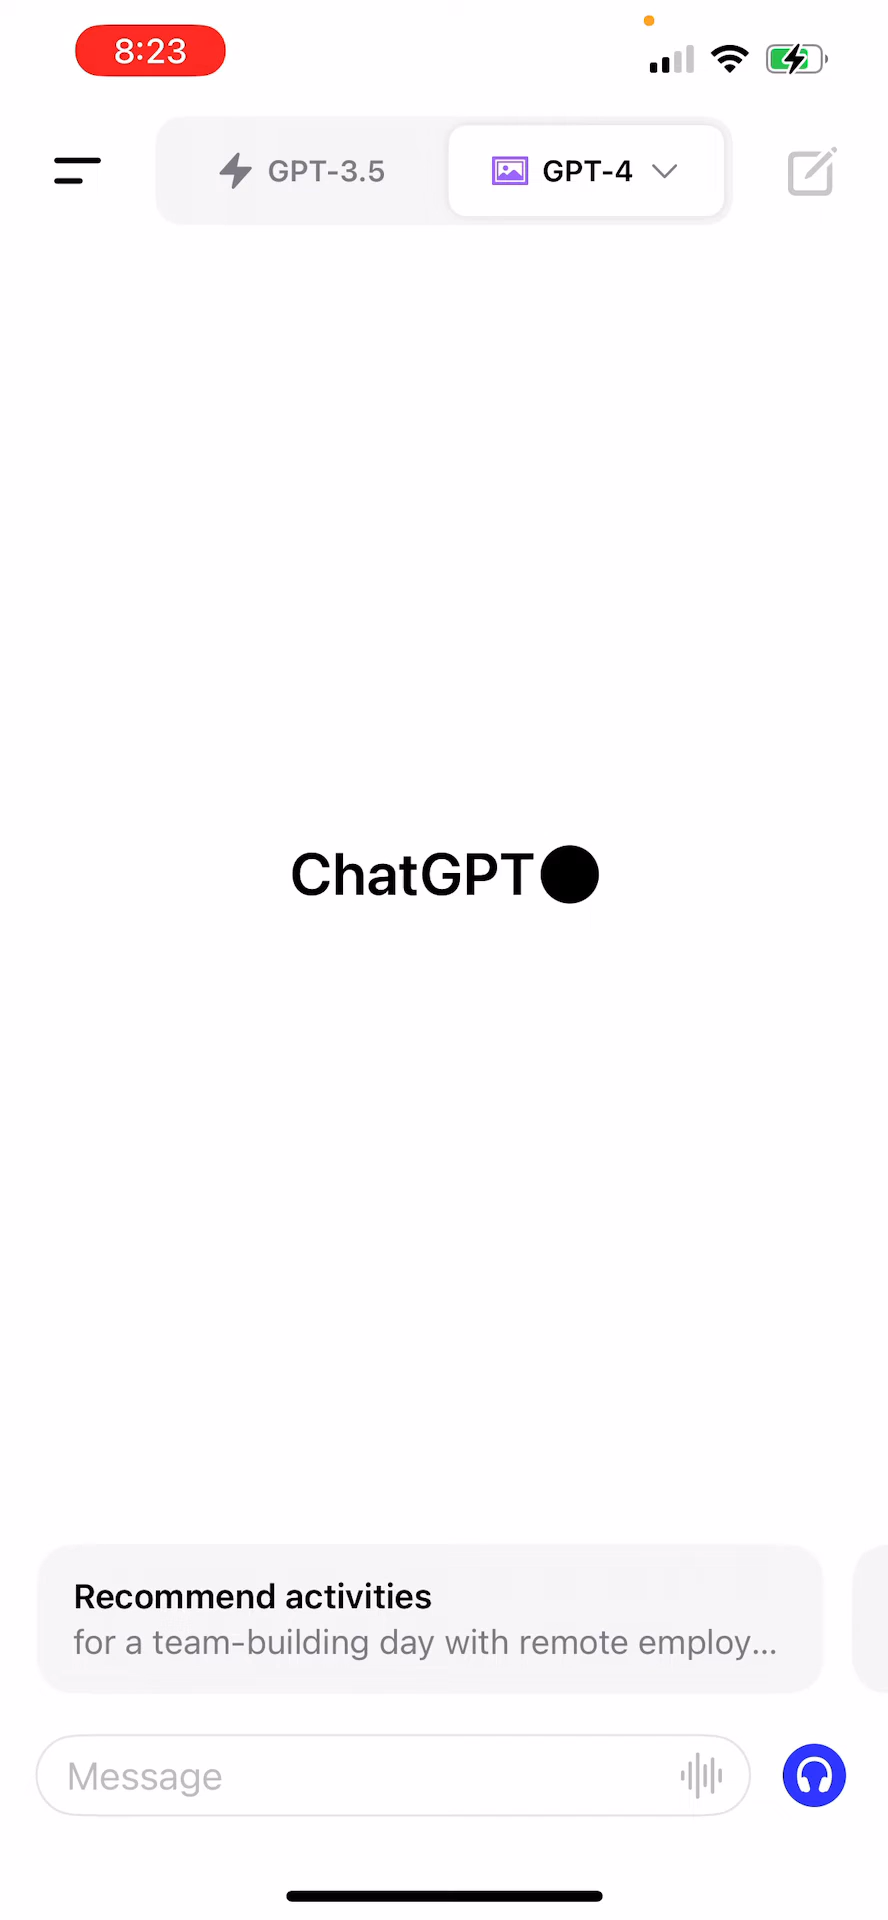 8:23
GPT-3.5
GPT-4
ChatGPT
Recommend activities
for a team-building day with remote employ...
Message